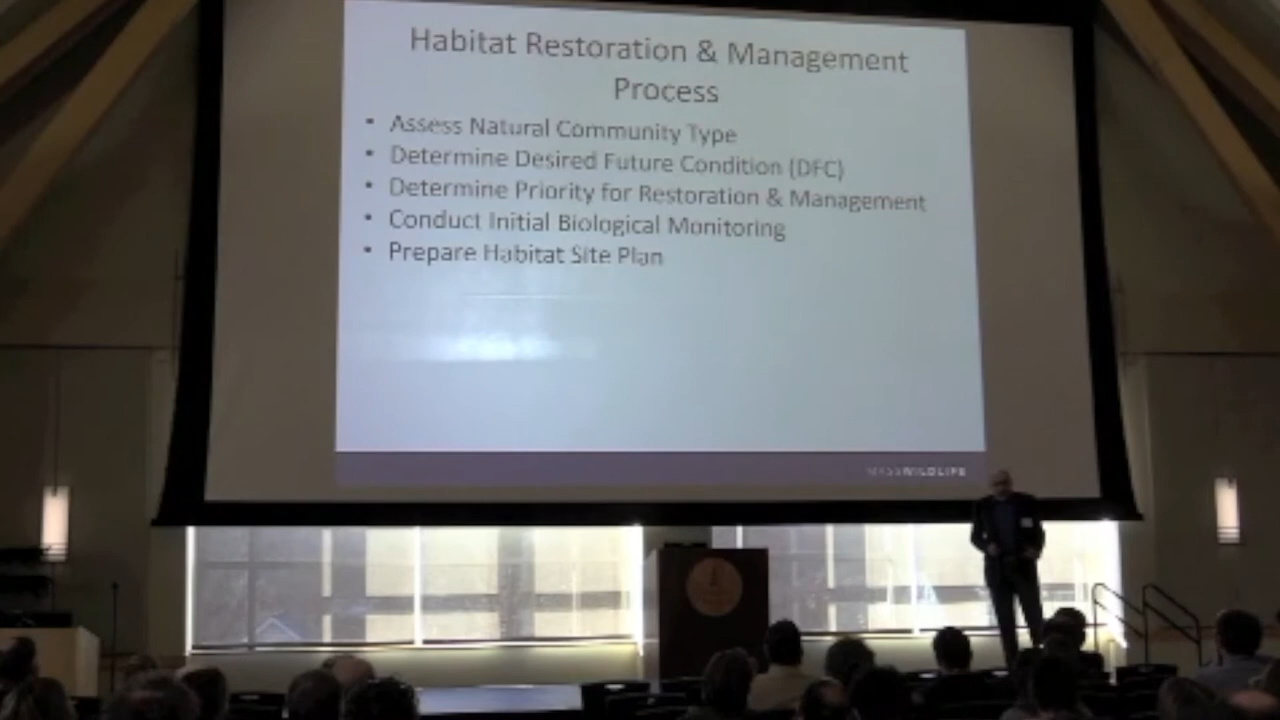 Habitat Restoration & Management
Process
▪ Assess Natural Community Type
▪ Determine Desired Future Condition (DFC)
▪ Determine Priority for Restoration & Management
▪ Conduct Initial Biological Monitoring
▪ Prepare Habitat Site Plan
MASSWILDLIFE